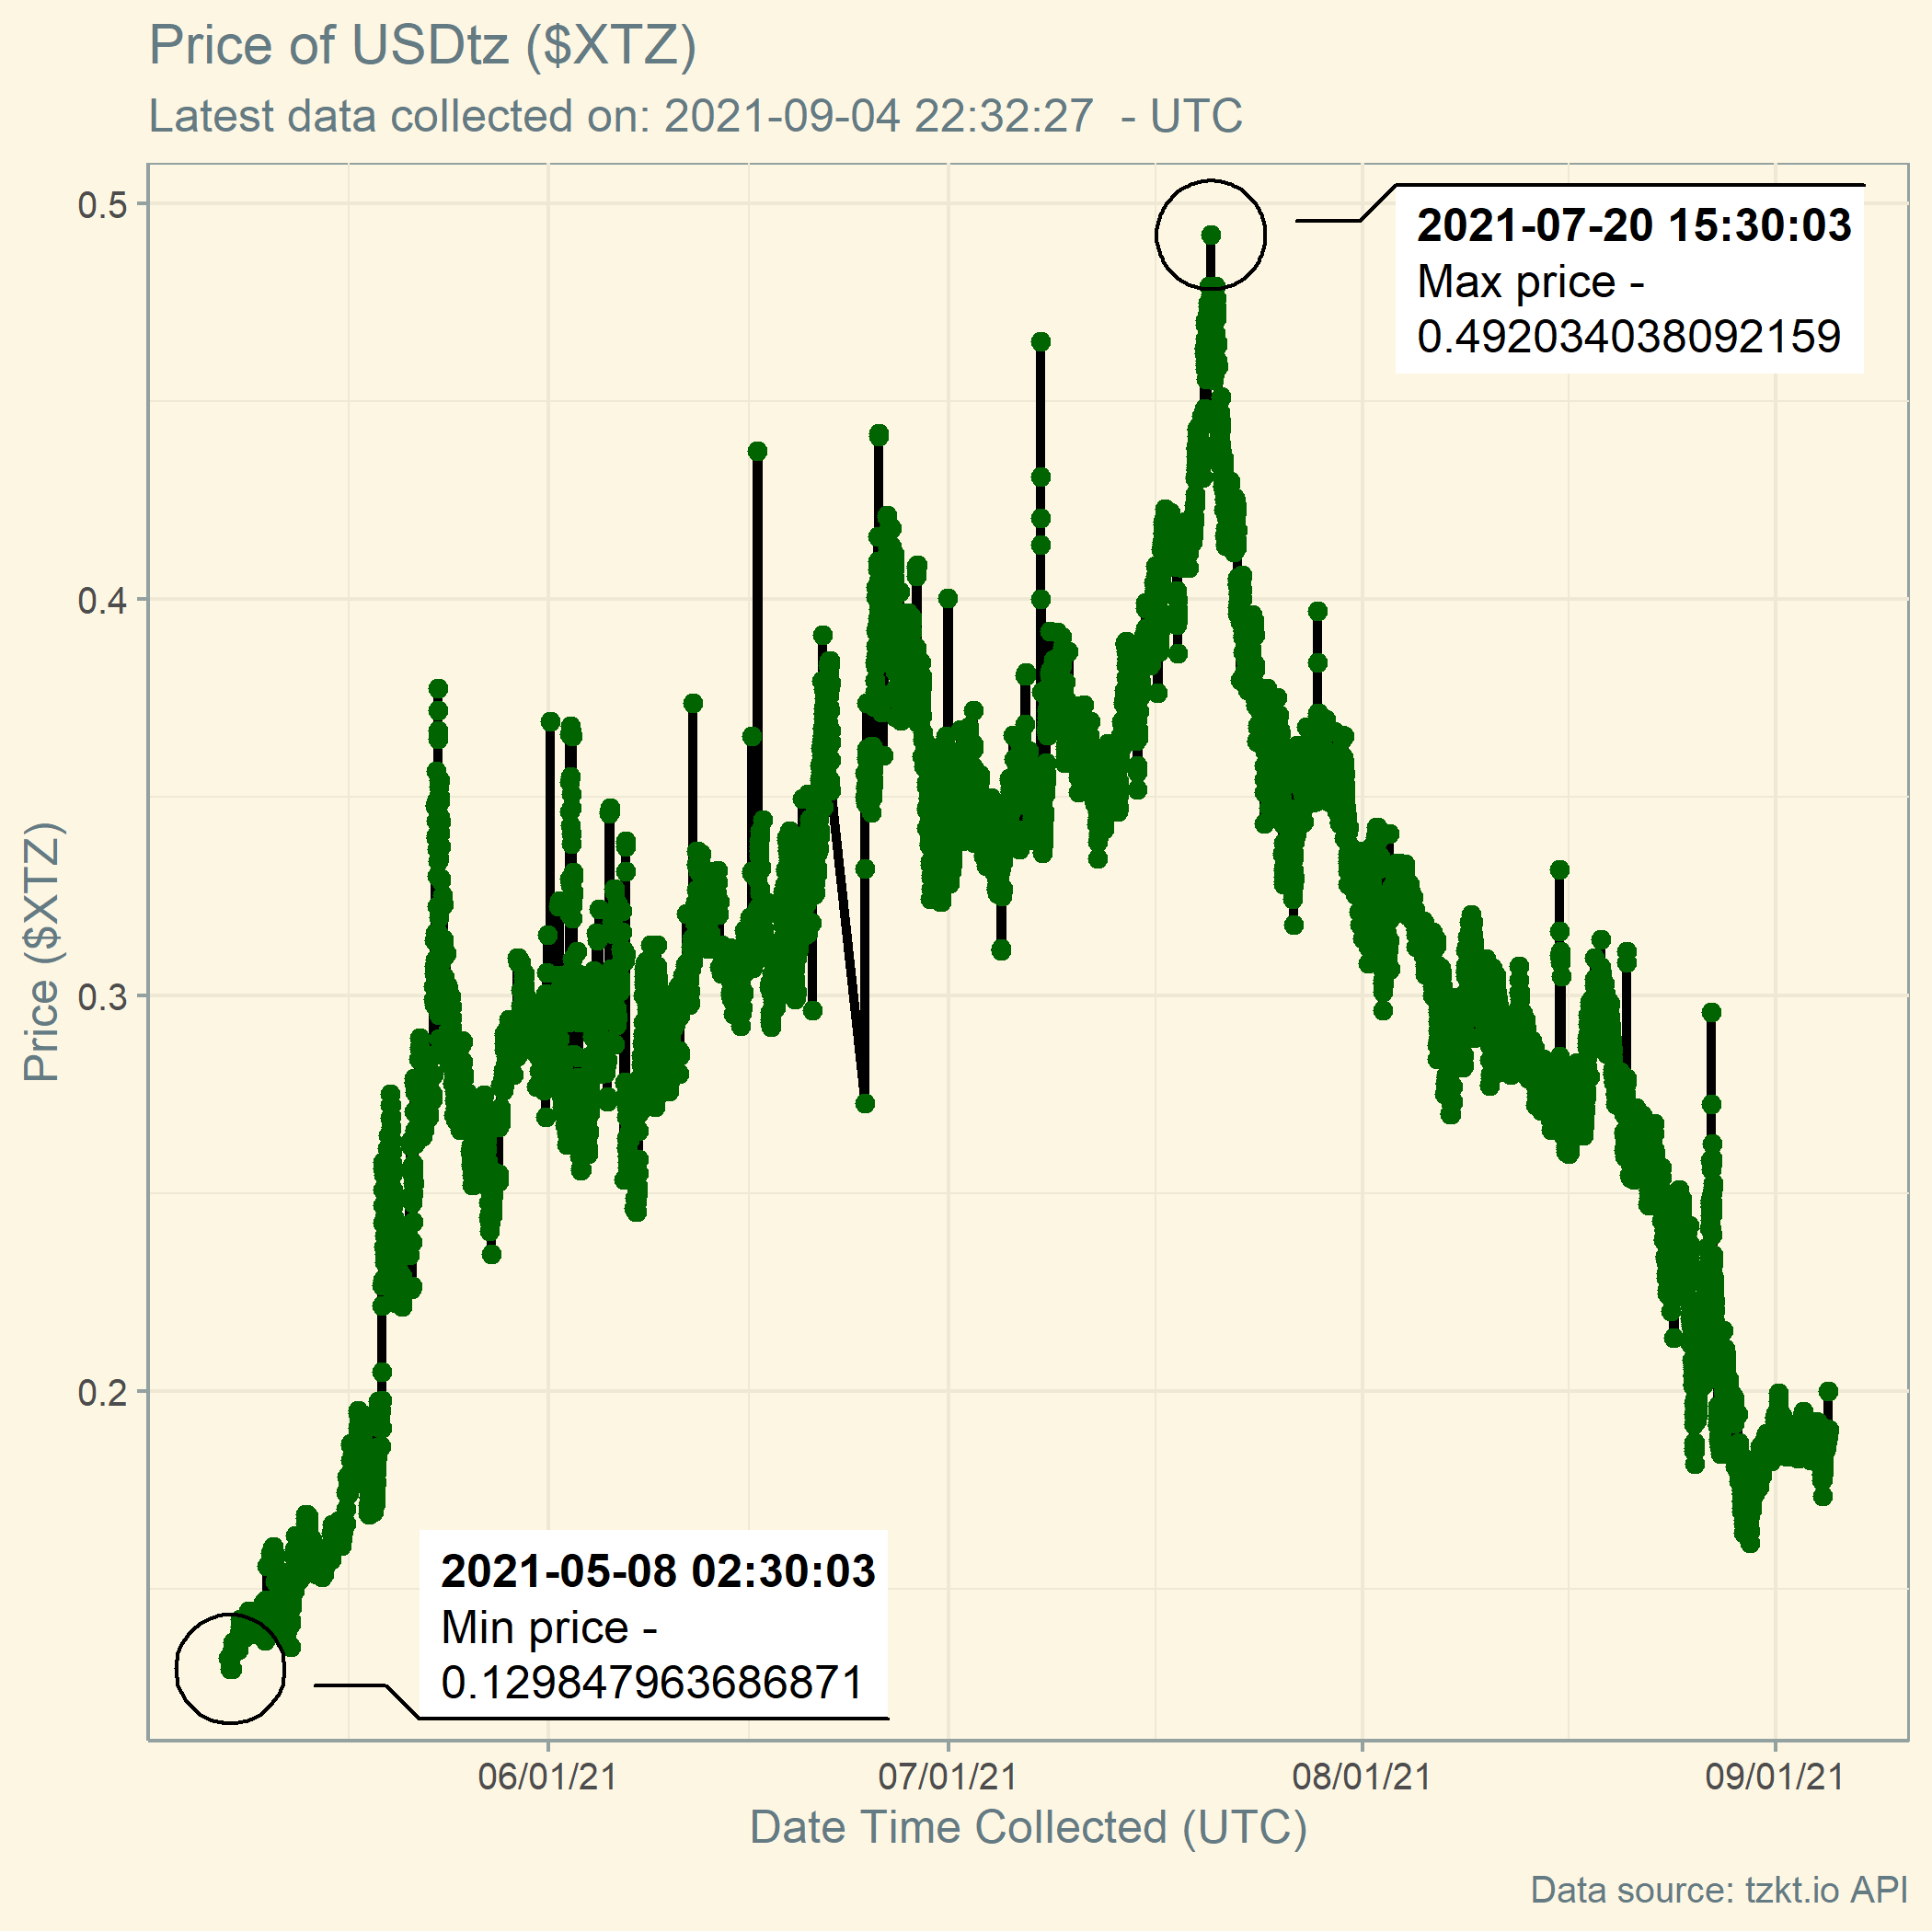 Price of USDtz ($XTZ)
Latest data collected on: 2021-09-04 22:32:27  - UTC
0.5
0.4
0.3
0.2
Price ($XTZ)
2021-07-20 15:30:03
Max price -
0.492034038092159
2021-05-08 02:30:03
Min price -
0.129847963686871
06/01/21
07/01/21
08/01/21
09/01/21
Date Time Collected (UTC)
Data source: tzkt.io API